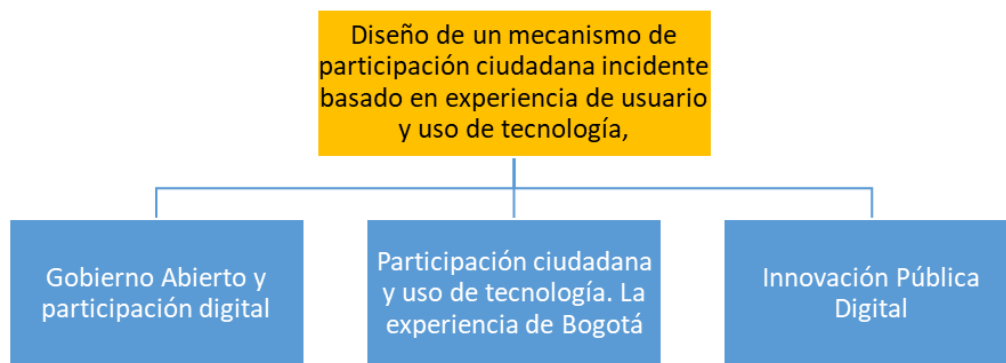 Diseño de un mecanismo de
participación ciudadana incidente
basado en experiencia de usuario
y uso de tecnología,
Gobierno Abierto y
participación digital
Participación ciudadana
y uso de tecnología. La
experiencia de Bogotá
Innovación Pública
Digital